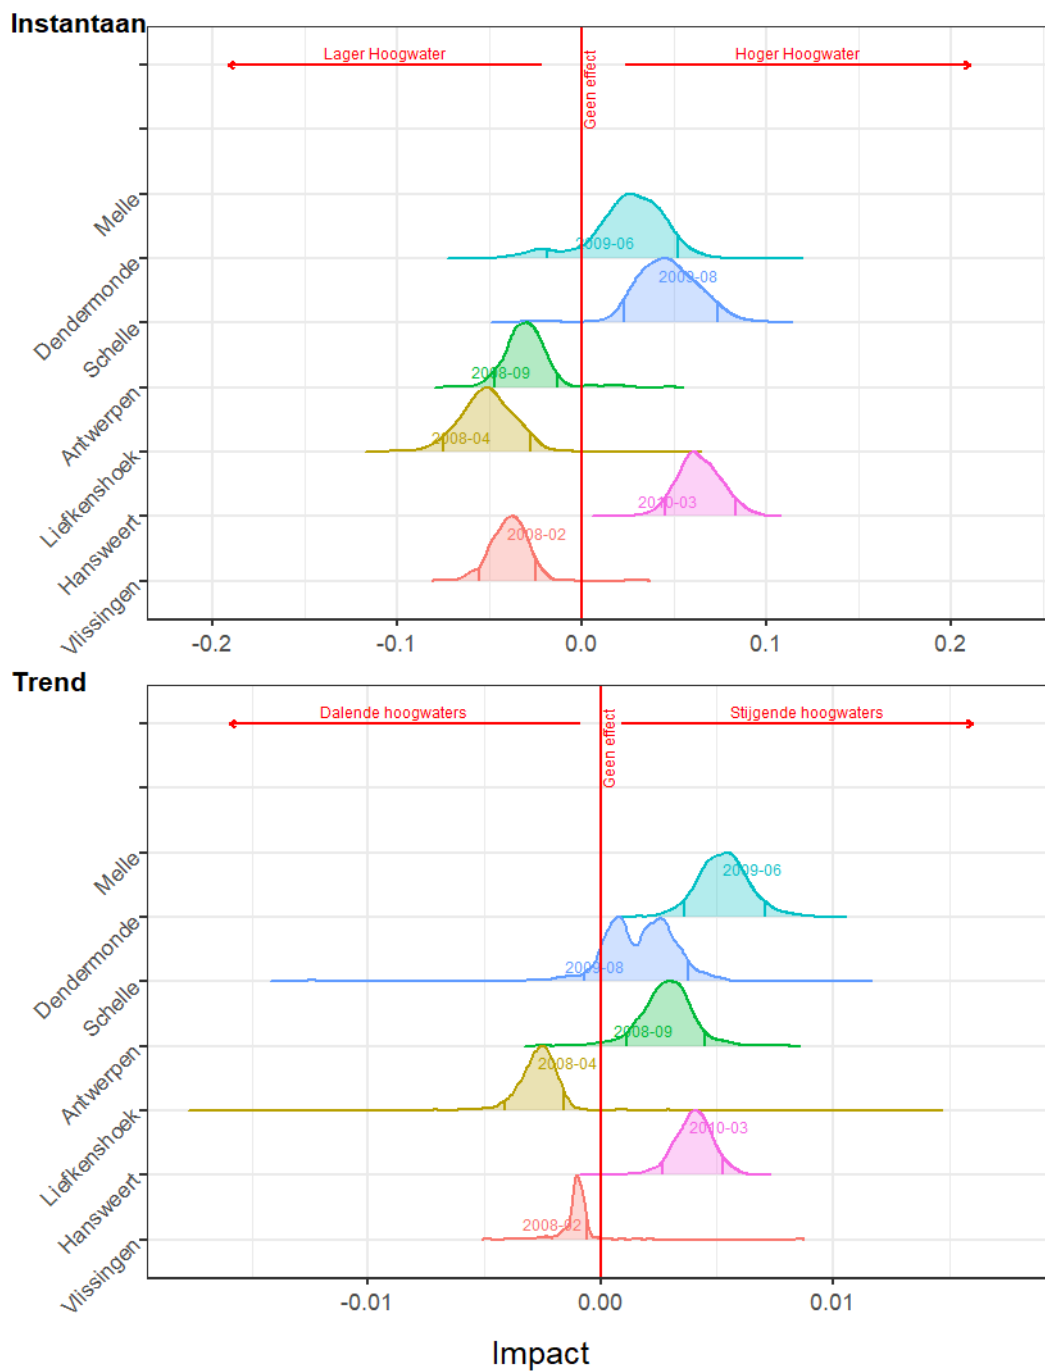 Instantaan
Lager Hoogwater
Hoger Hoogwater
Geen effect
Melle
2009-06
Dendermonde
2009-08
Schelle
2008-09
Antwerpen
2008-04
Liefkenshoek
2010-03
Hansweert
2008-02
Vlissingen
-0.2 -0.1 0.0 0.1 0.2
Trend
Dalende hoogwaters
Stijgende hoogwaters
Geen effect
Melle
2009-06
Dendermonde
2009-08
Schelle
2008-09
Antwerpen
2008-04
Liefkenshoek
2010-03
Hansweert
2008-02
Vlissingen
-0.01 0.00 0.01
Impact